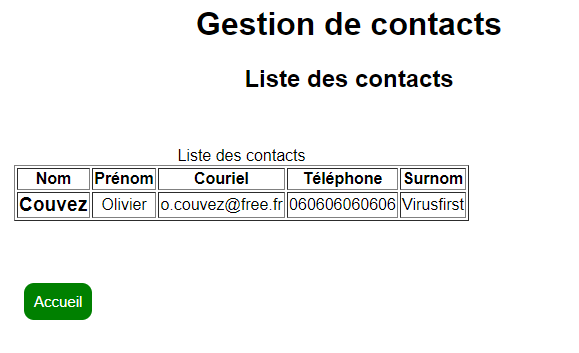 Gestion de contacts
Liste des contacts
Liste des contacts
Nom Prénom Couriel Téléphone Surnom
Couvez Olivier o.couvez@free.fr 060606060606 Virusfirst
Accueil